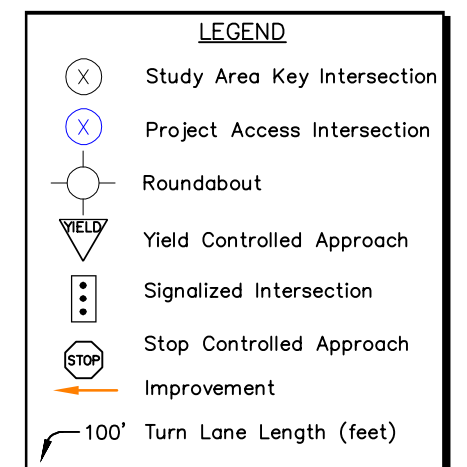 LEGEND
X Study Area Key Intersection
X Project Access Intersection
Roundabout
YIELD Yield Controlled Approach
Signalized Intersection
STOP Stop Controlled Approach
Improvement
100' Turn Lane Length (feet)